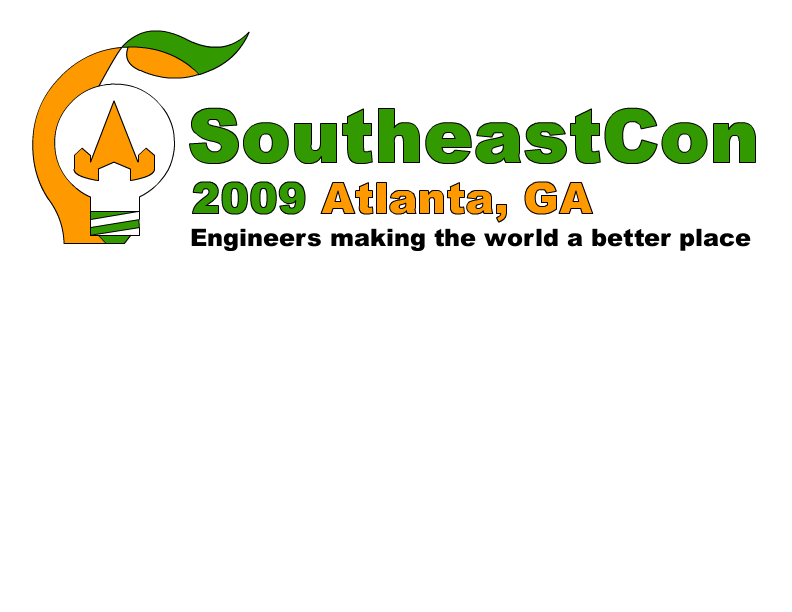 SoutheastCon
2009 Atlanta, GA
Engineers making the world a better place